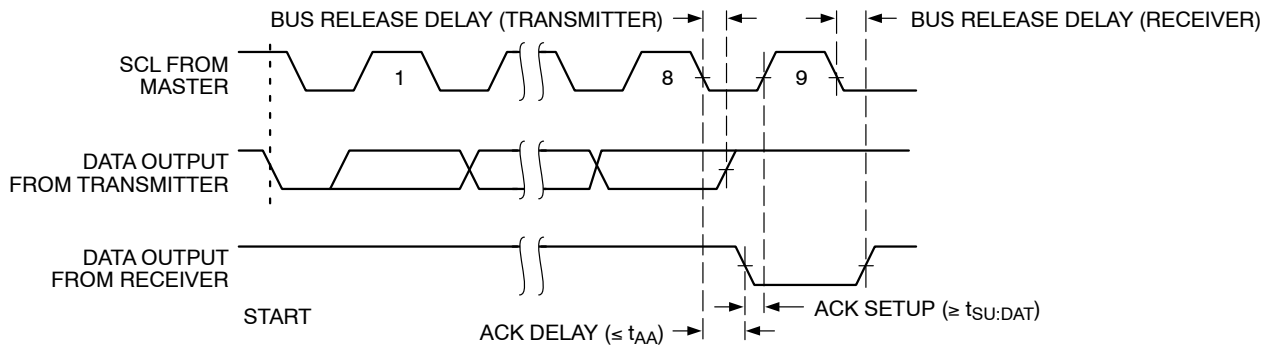 BUS RELEASE DELAY (TRANSMITTER)
BUS RELEASE DELAY (RECEIVER)
SCL FROM
MASTER
1
8
9
DATA OUTPUT
FROM TRANSMITTER
DATA OUTPUT
FROM RECEIVER
START
ACK SETUP (≥ tSU:DAT)
ACK DELAY (≤ tAA)